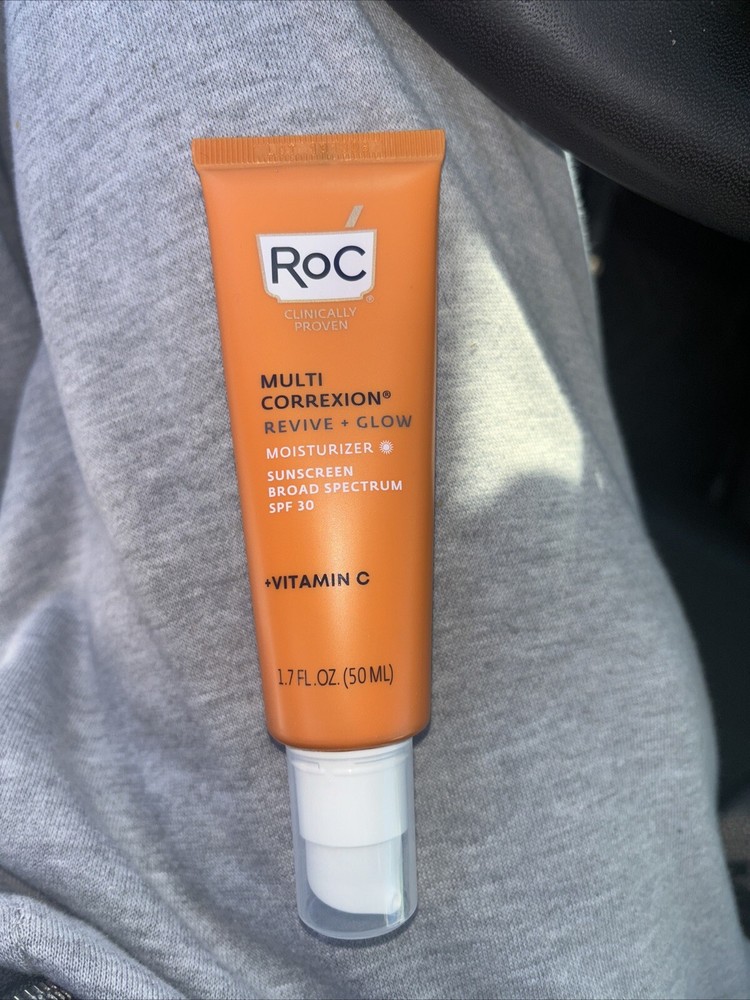 RoC®
CLINICALLY
PROVEN
MULTI
CORREXION®
REVIVE + GLOW
MOISTURIZER
SUNSCREEN
BROAD SPECTRUM
SPF 30
+VITAMIN C
1.7 FL.OZ. (50 ML)